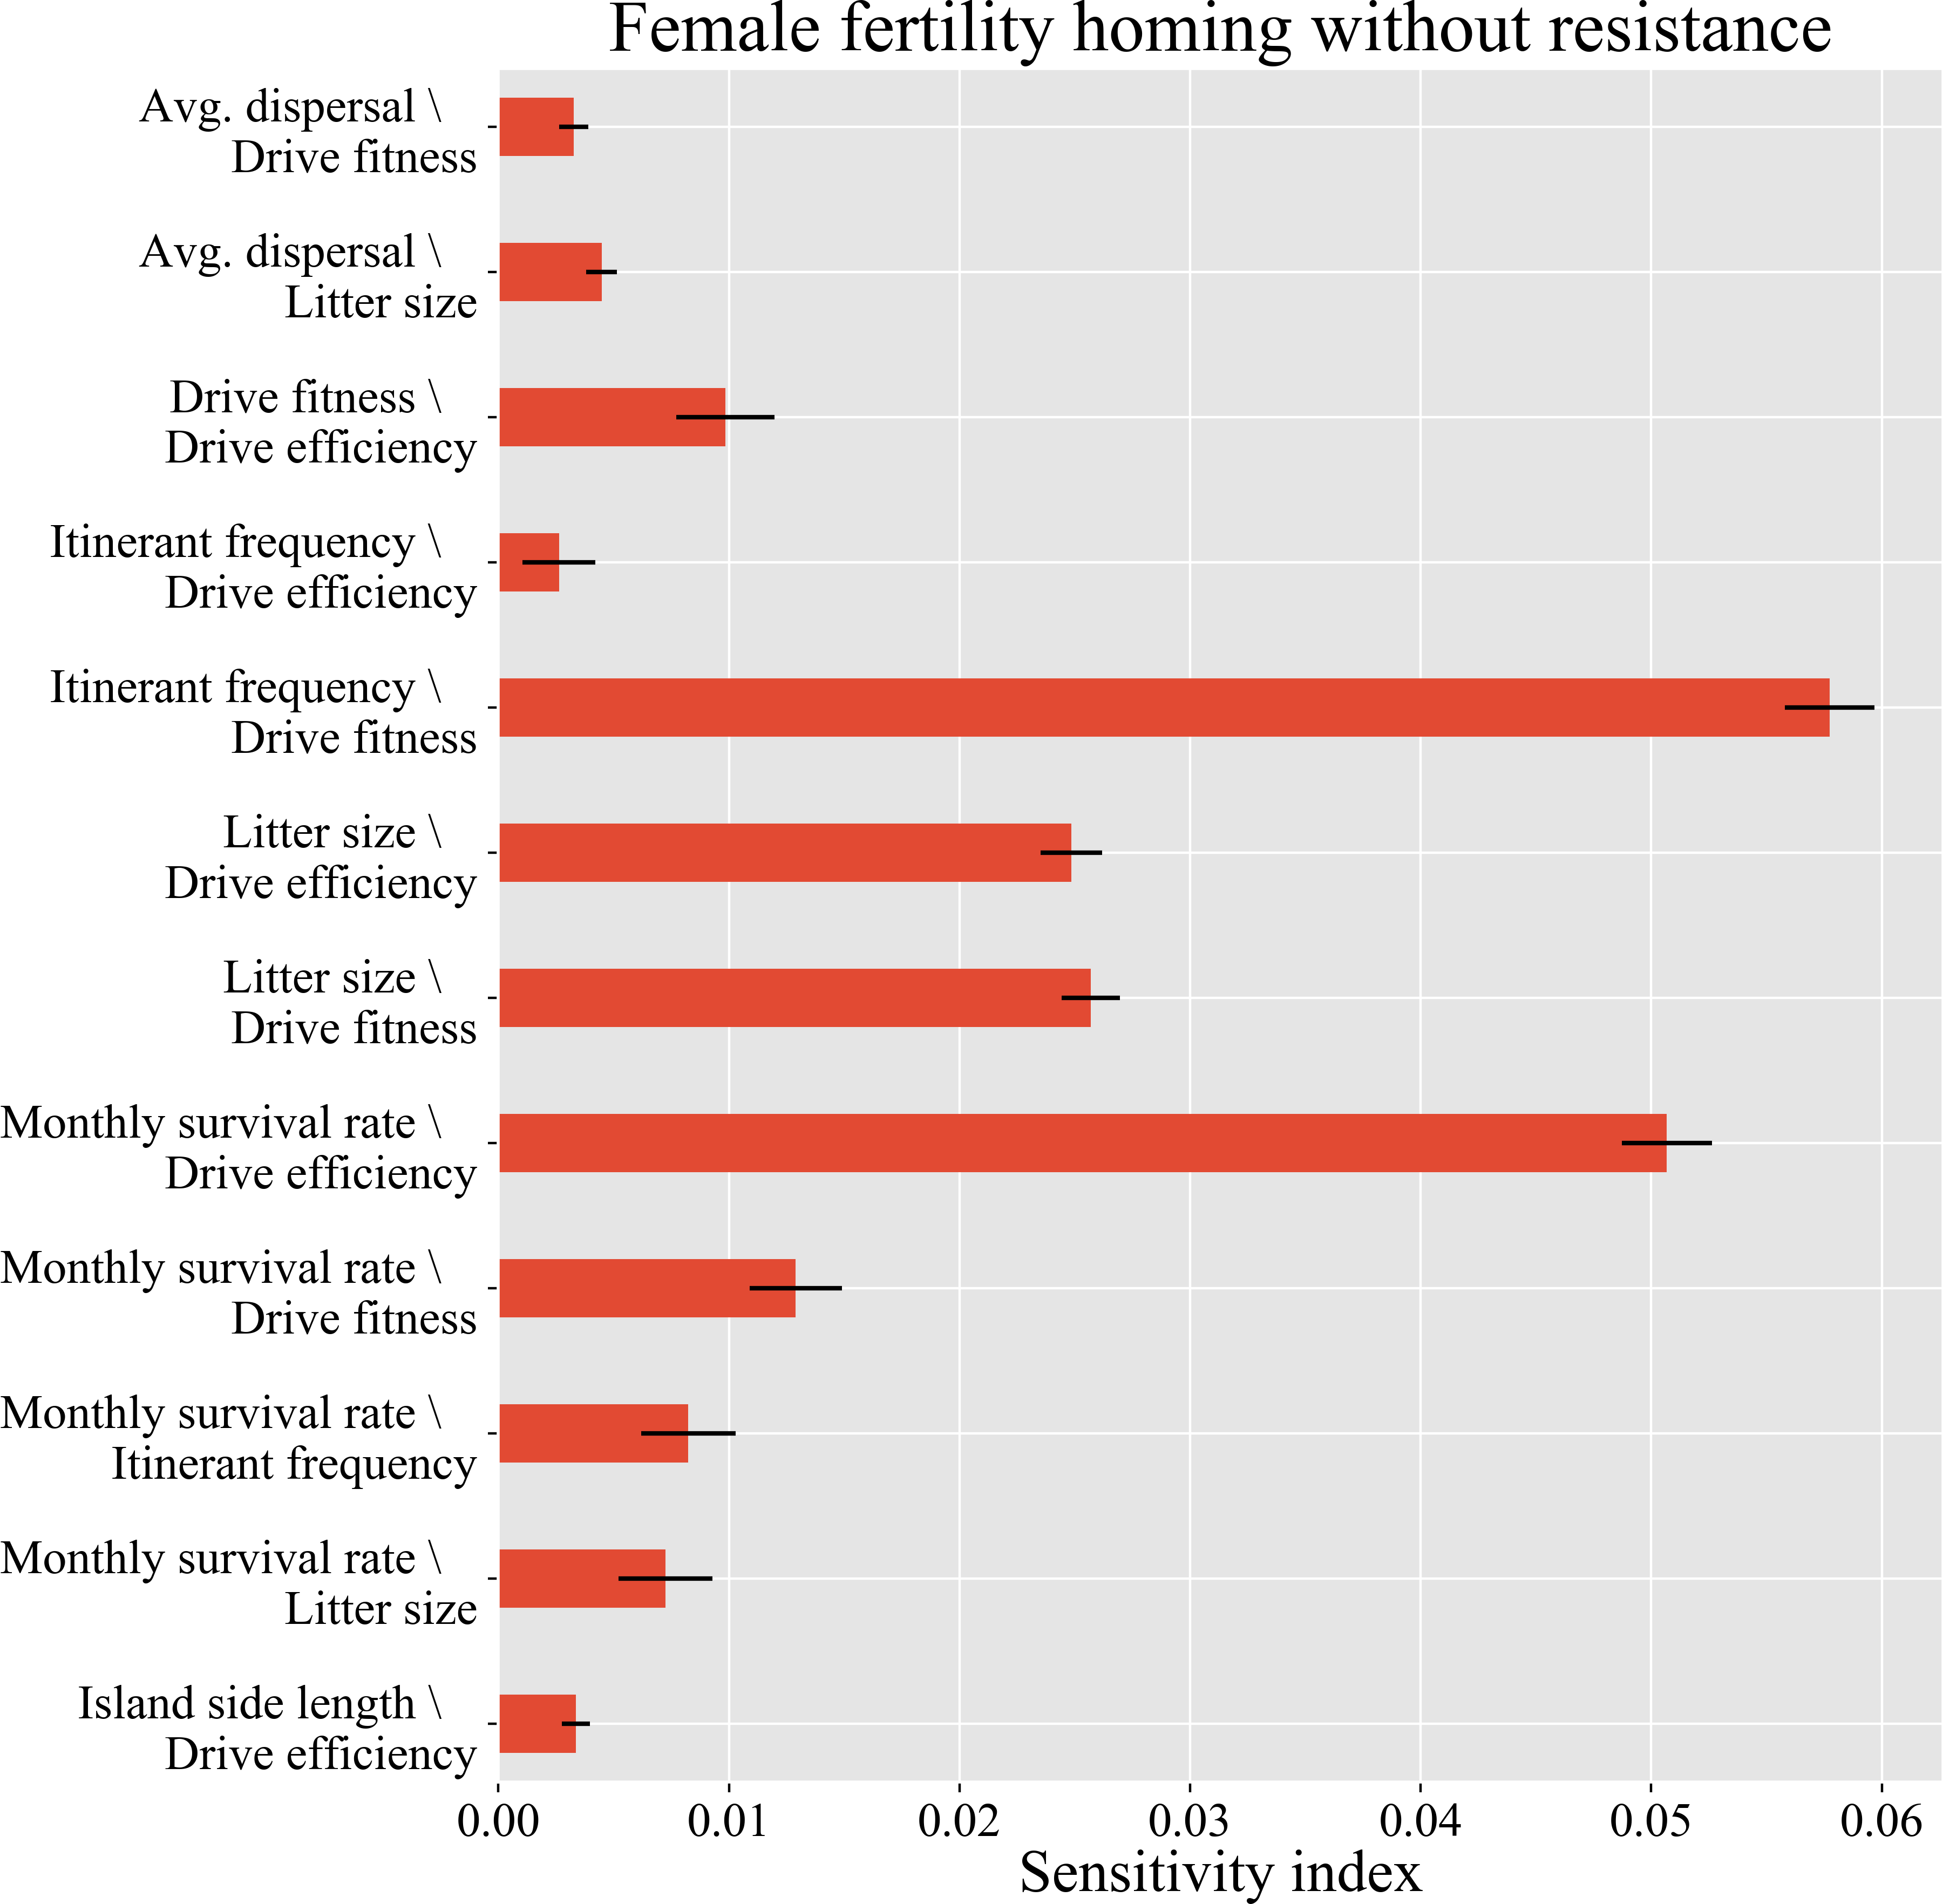 Female fertility homing without resistance
Avg. dispersal \
Drive fitness
Avg. dispersal \
Litter size
Drive fitness \
Drive efficiency
Itinerant frequency \
Drive efficiency
Itinerant frequency \
Drive fitness
Litter size \
Drive efficiency
Litter size \
Drive fitness
Monthly survival rate \
Drive efficiency
Monthly survival rate \
Drive fitness
Monthly survival rate \
Itinerant frequency
Monthly survival rate \
Litter size
Island side length \
Drive efficiency
0.00 0.01 0.02 0.03 0.04 0.05 0.06
Sensitivity index